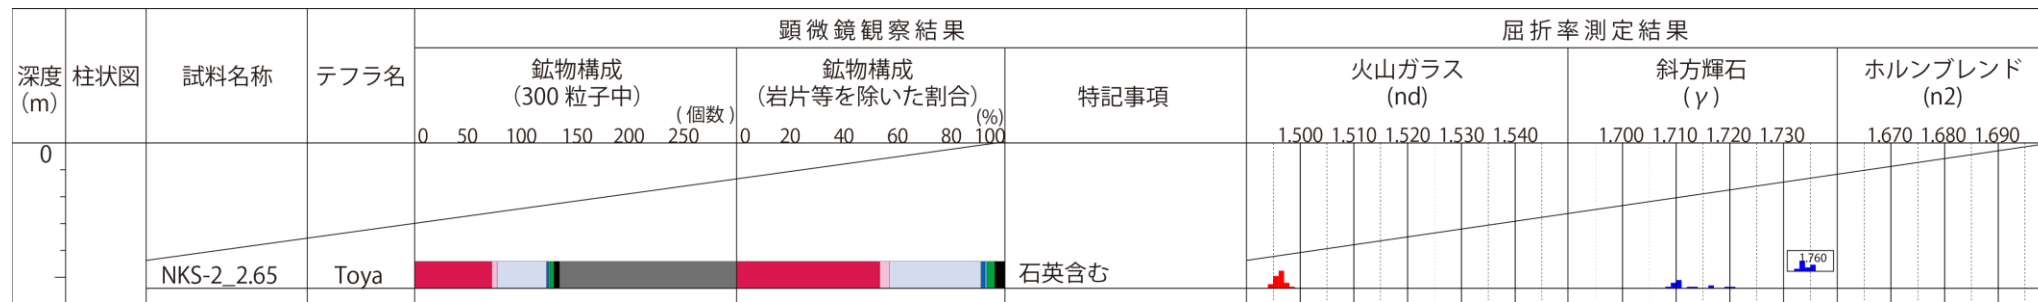 顕微鏡観察結果
屈折率測定結果
深度
（m）
柱状図
試料名称
テフラ名
鉱物構成
（300 粒子中）
（個数）
鉱物構成
（岩片等を除いた割合）
(%)
特記事項
火山ガラス
(nd)
斜方輝石
(γ)
ホルンブレンド
(n2)
0 50 100 150 200 250
0 20 40 60 80 100
1.500 1.510 1.520 1.530 1.540
1.700 1.710 1.720 1.730
1.670 1.680 1.690
0
NKS-2_2.65
Toya
石英含む
1.760